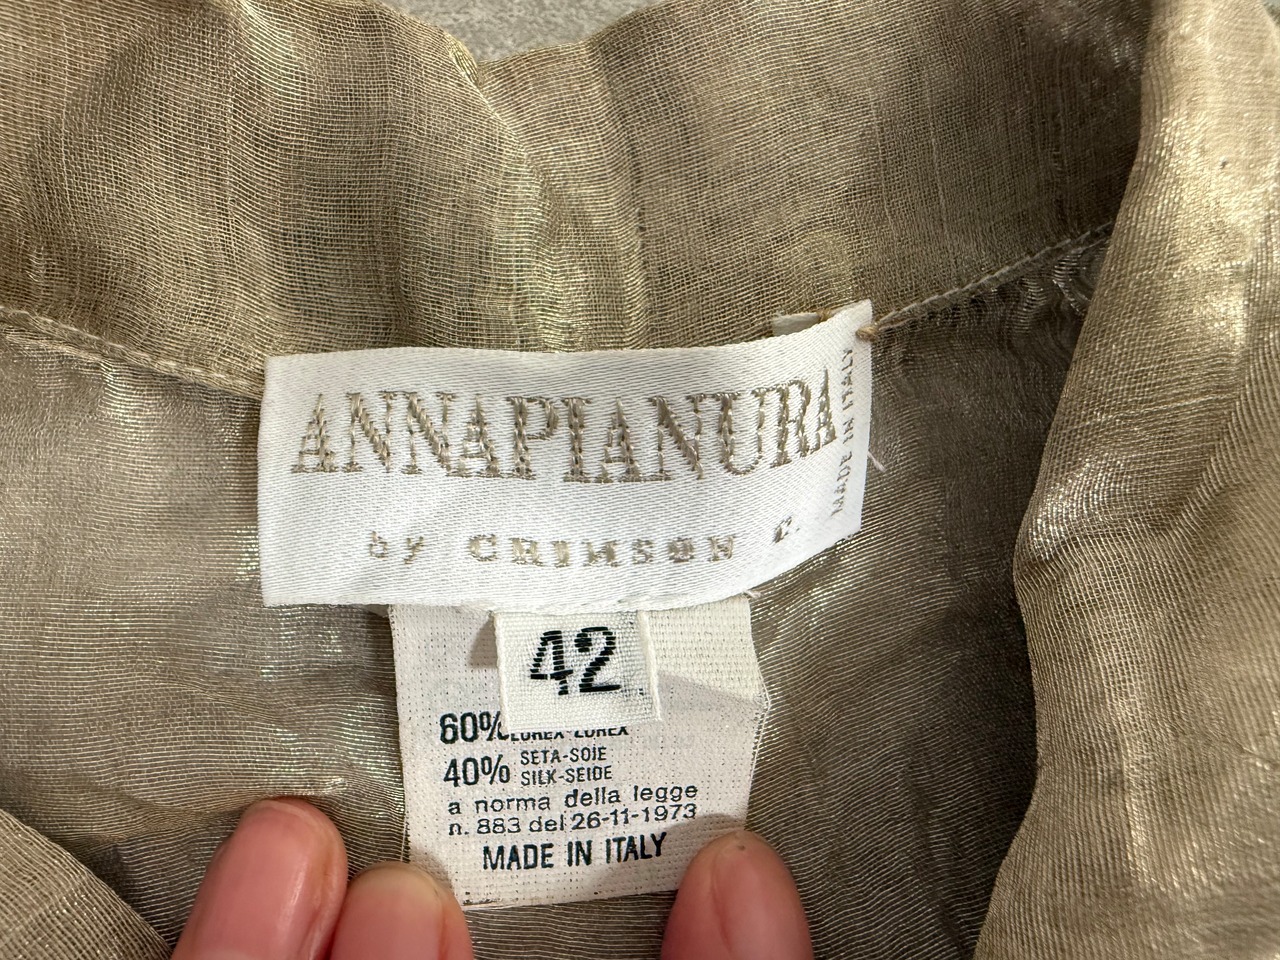 ANNAPIANURA
MADE IN ITALY
by CRIMSON C.
42
60% LUREX-LUREX
40% SETA-SOIE
SILK-SEIDE
a norma della legge
n. 883 del 26-11-1973
MADE IN ITALY